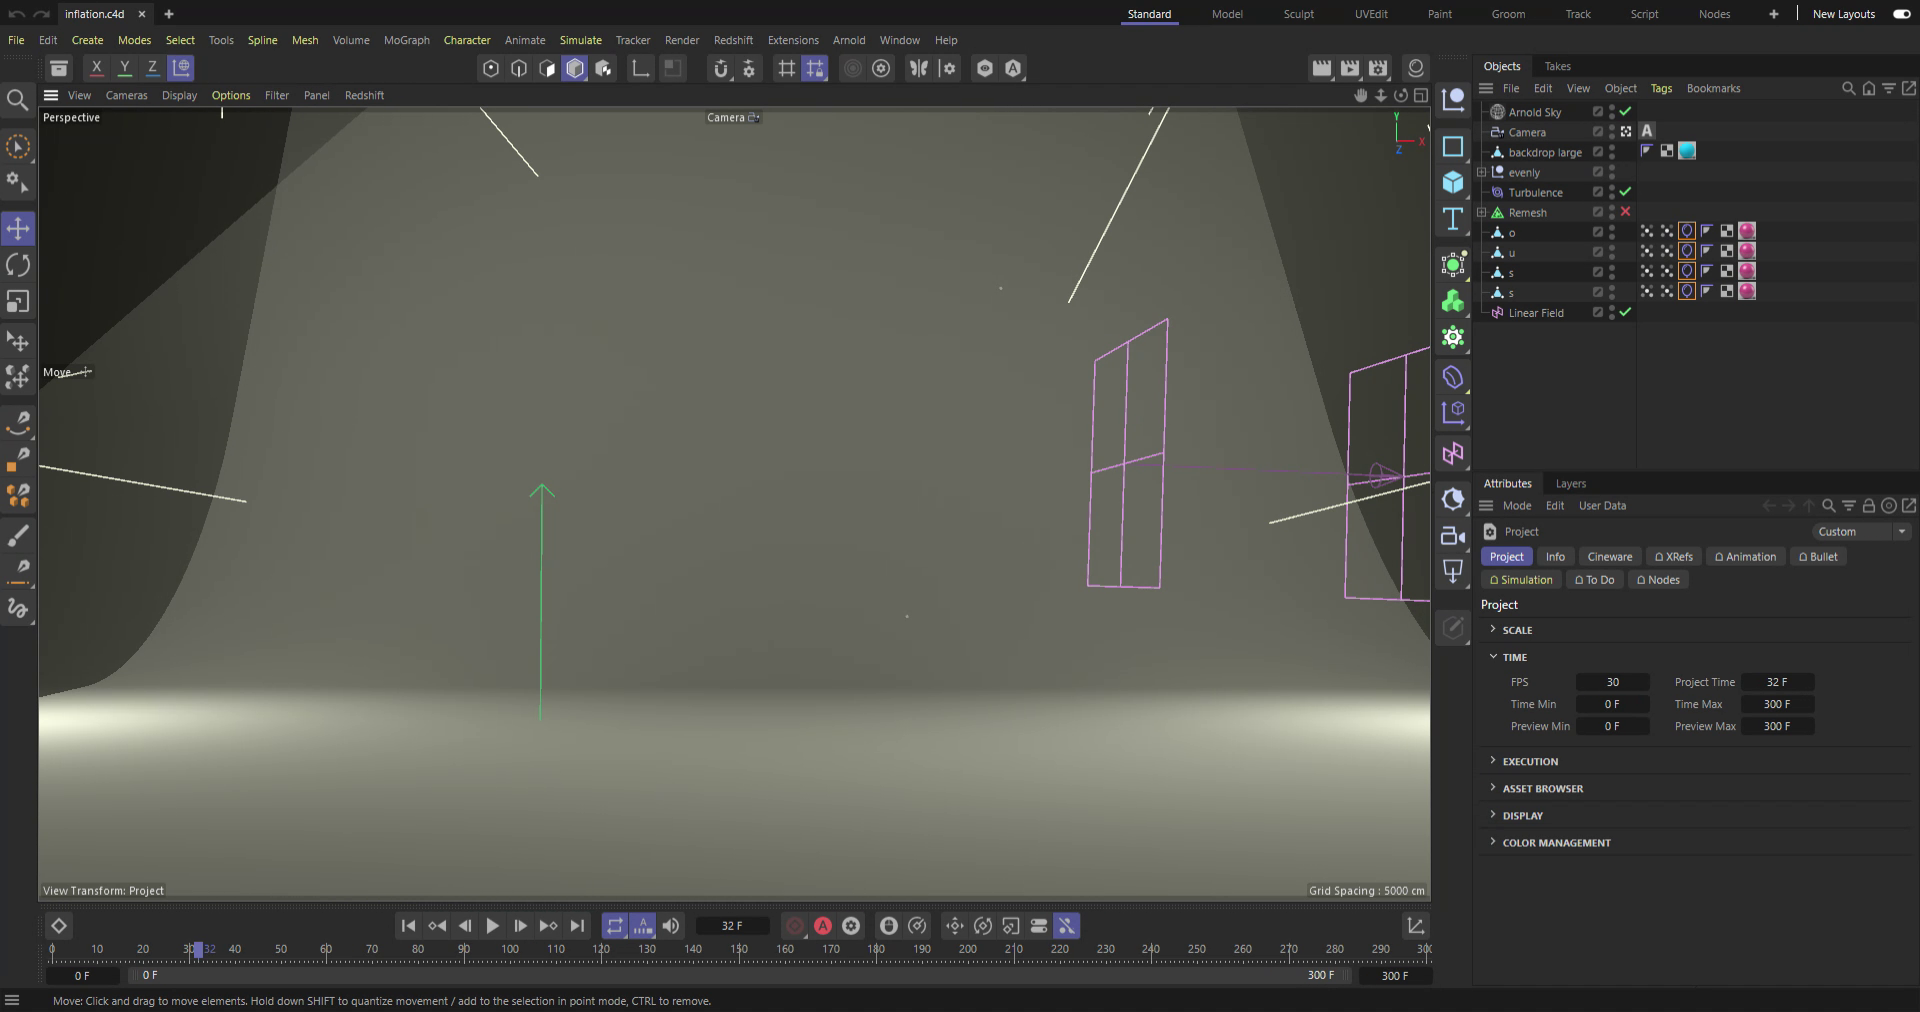 inflation.c4d
Standard Model Sculpt UVEdit Paint Groom Track Script Nodes New Layouts
File Edit Create Modes Select Tools Spline Mesh Volume MoGraph Character Animate Simulate Tracker Render Redshift Extensions Arnold Window Help
X Y Z
View Cameras Display Options Filter Panel Redshift
Perspective
Camera
Y
X
Z
Move
View Transform: Project
Grid Spacing : 5000 cm
Objects Takes
File Edit View Object Tags Bookmarks
Arnold Sky
Camera A
backdrop large
evenly
Turbulence
Remesh
o
u
s
s
Linear Field
Attributes Layers
Mode Edit User Data
Project Custom
Project Info Cineware XRefs Animation Bullet
Simulation To Do Nodes
Project
SCALE
TIME
FPS 30 Project Time 32 F
Time Min 0 F Time Max 300 F
Preview Min 0 F Preview Max 300 F
EXECUTION
ASSET BROWSER
DISPLAY
COLOR MANAGEMENT
32 F
0 10 20 30 32 40 50 60 70 80 90 100 110 120 130 140 150 160 170 180 190 200 210 220 230 240 250 260 270 280 290 30
0 F 0 F 300 F 300 F
Move: Click and drag to move elements. Hold down SHIFT to quantize movement / add to the selection in point mode, CTRL to remove.